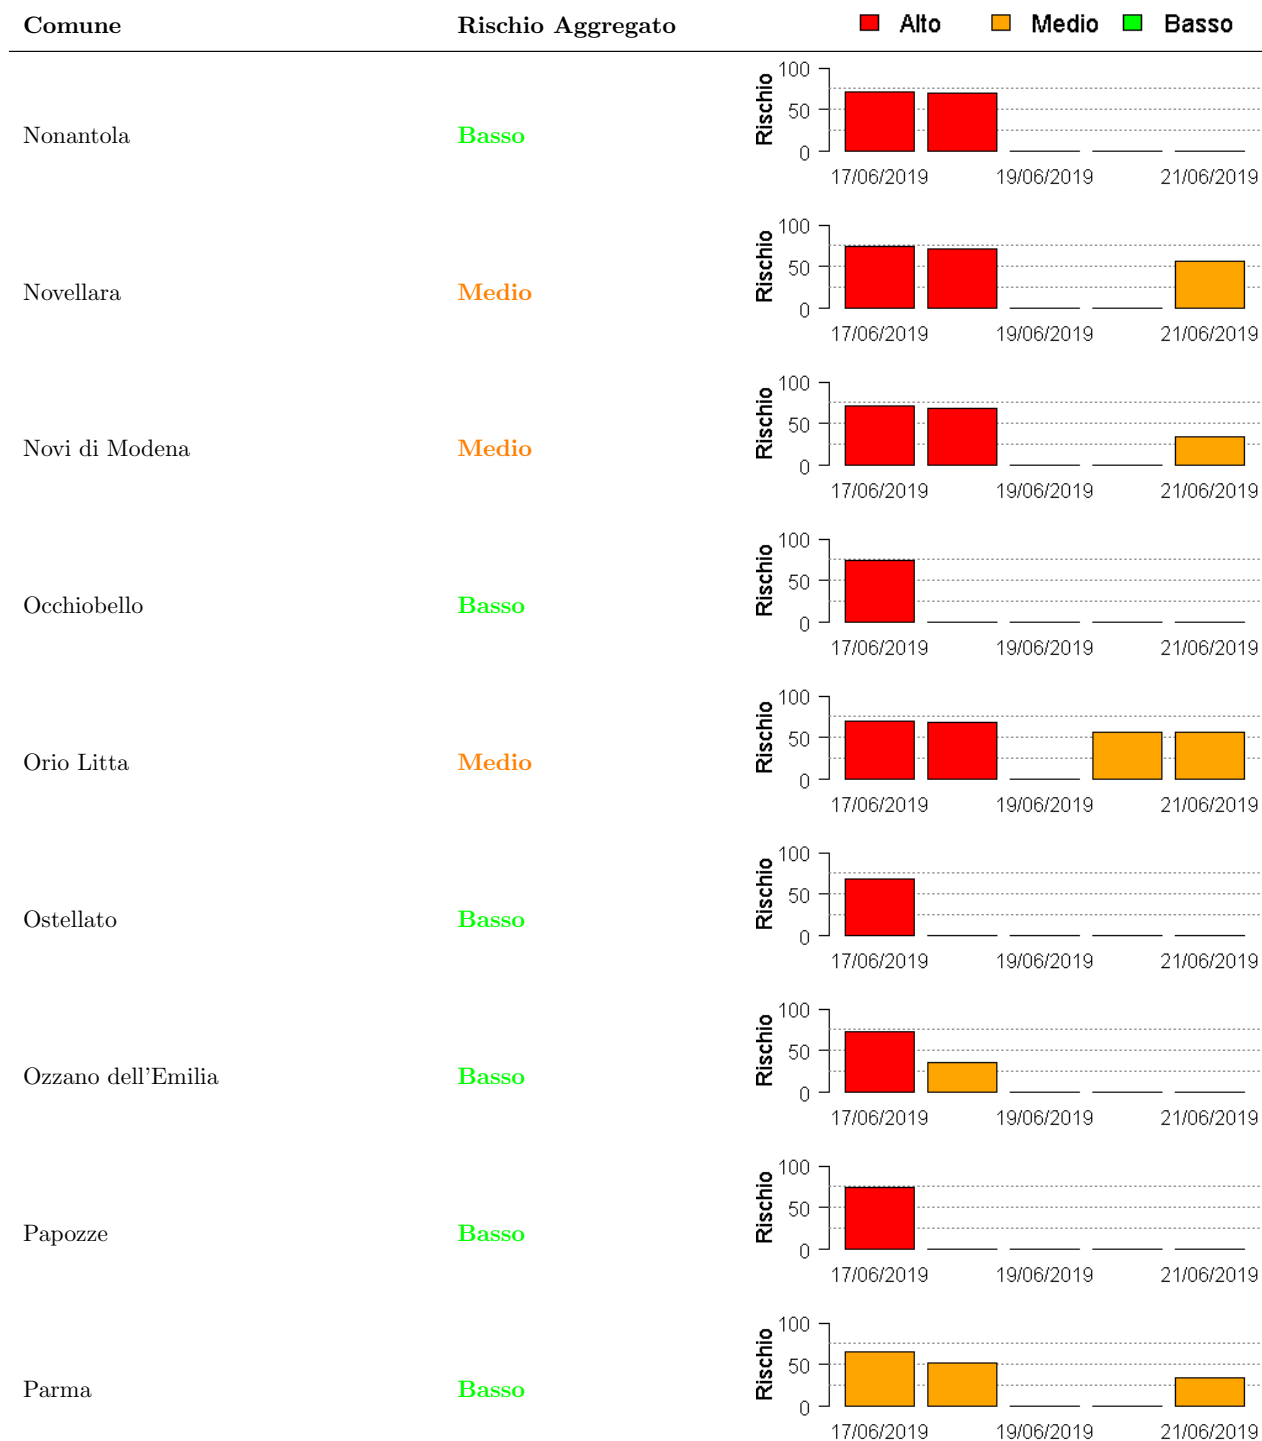 Comune Rischio Aggregato Alto Medio Basso
Nonantola Basso Rischio 100 50 0
17/06/2019 19/06/2019 21/06/2019
Novellara Medio Rischio 100 50 0
17/06/2019 19/06/2019 21/06/2019
Novi di Modena Medio Rischio 100 50 0
17/06/2019 19/06/2019 21/06/2019
Occhiobello Basso Rischio 100 50 0
17/06/2019 19/06/2019 21/06/2019
Orio Litta Medio Rischio 100 50 0
17/06/2019 19/06/2019 21/06/2019
Ostellato Basso Rischio 100 50 0
17/06/2019 19/06/2019 21/06/2019
Ozzano dell'Emilia Basso Rischio 100 50 0
17/06/2019 19/06/2019 21/06/2019
Papozze Basso Rischio 100 50 0
17/06/2019 19/06/2019 21/06/2019
Parma Basso Rischio 100 50 0
17/06/2019 19/06/2019 21/06/2019